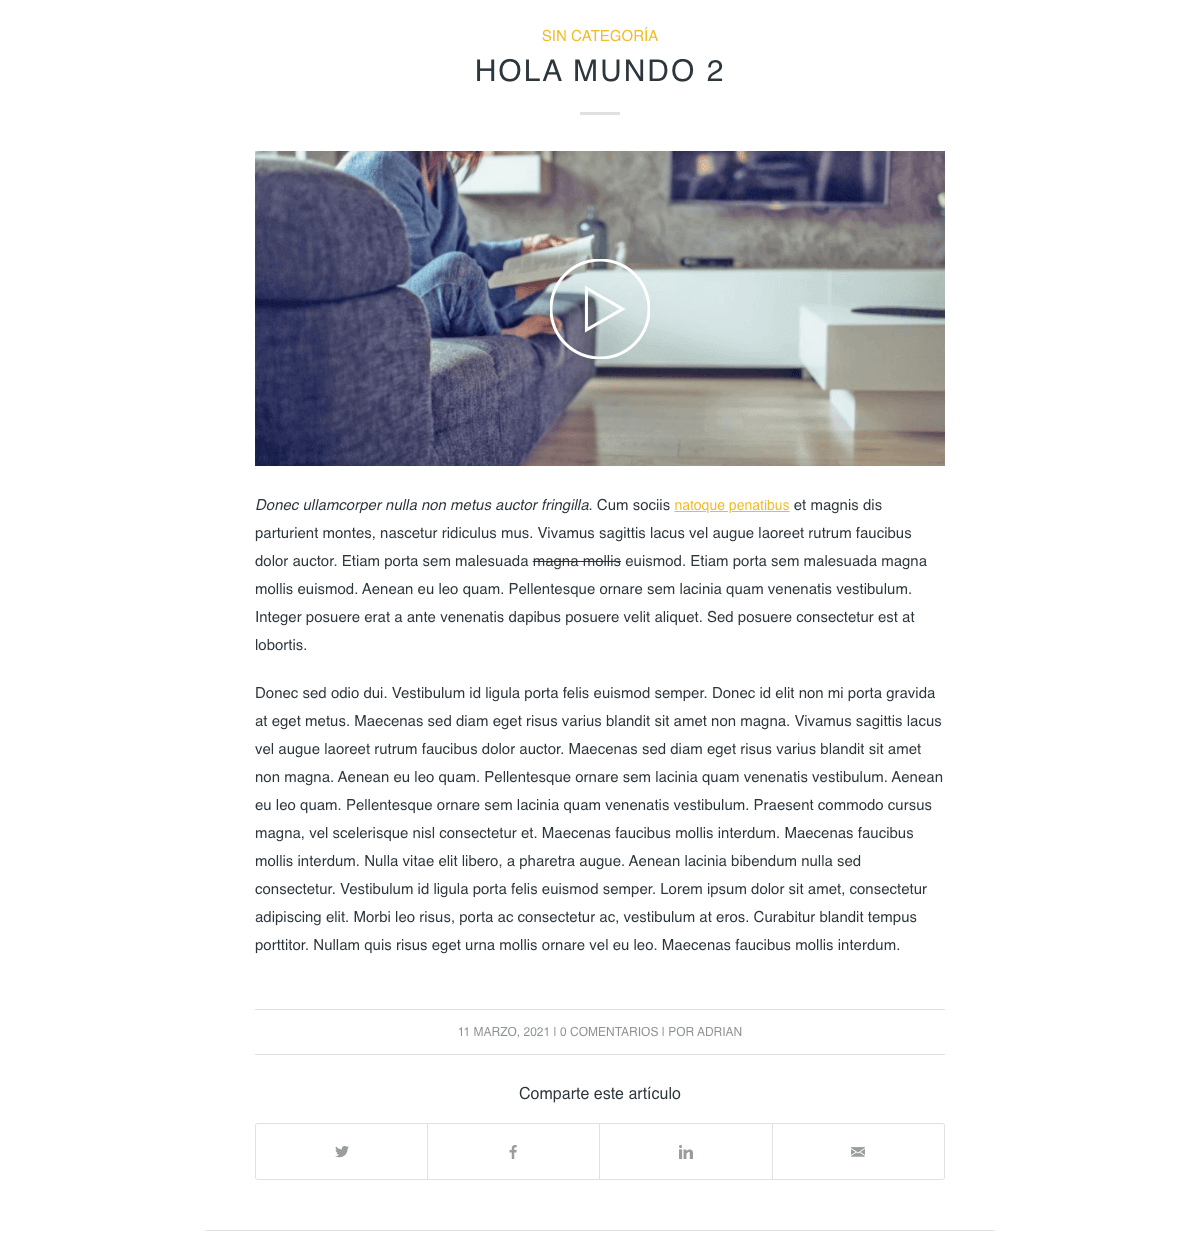 SIN CATEGORÍA
HOLA MUNDO 2
Donec ullamcorper nulla non metus auctor fringilla. Cum sociis natoque penatibus et magnis dis
parturient montes, nascetur ridiculus mus. Vivamus sagittis lacus vel augue laoreet rutrum faucibus
dolor auctor. Etiam porta sem malesuada magna mollis euismod. Etiam porta sem malesuada magna
mollis euismod. Aenean eu leo quam. Pellentesque ornare sem lacinia quam venenatis vestibulum.
Integer posuere erat a ante venenatis dapibus posuere velit aliquet. Sed posuere consectetur est at
lobortis.
Donec sed odio dui. Vestibulum id ligula porta felis euismod semper. Donec id elit non mi porta gravida
at eget metus. Maecenas sed diam eget risus varius blandit sit amet non magna. Vivamus sagittis lacus
vel augue laoreet rutrum faucibus dolor auctor. Maecenas sed diam eget risus varius blandit sit amet
non magna. Aenean eu leo quam. Pellentesque ornare sem lacinia quam venenatis vestibulum. Aenean
eu leo quam. Pellentesque ornare sem lacinia quam venenatis vestibulum. Praesent commodo cursus
magna, vel scelerisque nisl consectetur et. Maecenas faucibus mollis interdum. Maecenas faucibus
mollis interdum. Nulla vitae elit libero, a pharetra augue. Aenean lacinia bibendum nulla sed
consectetur. Vestibulum id ligula porta felis euismod semper. Lorem ipsum dolor sit amet, consectetur
adipiscing elit. Morbi leo risus, porta ac consectetur ac, vestibulum at eros. Curabitur blandit tempus
porttitor. Nullam quis risus eget urna mollis ornare vel eu leo. Maecenas faucibus mollis interdum.
11 MARZO, 2021 | 0 COMENTARIOS | POR ADRIAN
Comparte este artículo